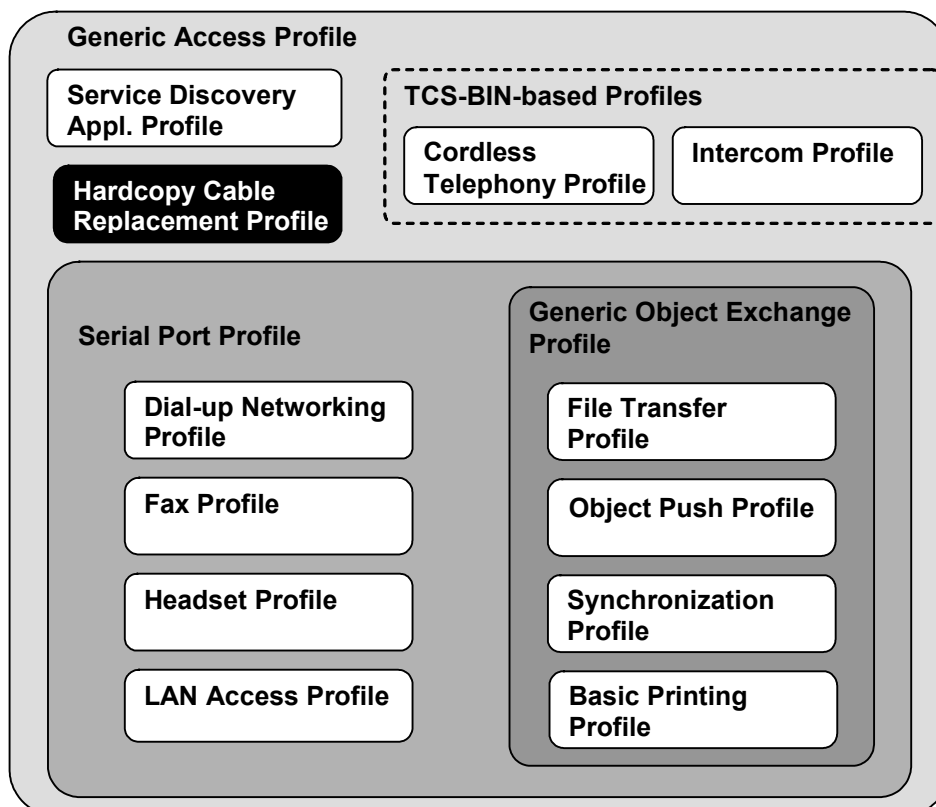 Generic Access Profile
Service Discovery
Appl. Profile
TCS-BIN-based Profiles
Cordless
Telephony Profile
Intercom Profile
Hardcopy Cable
Replacement Profile
Serial Port Profile
Dial-up Networking
Profile
Fax Profile
Headset Profile
LAN Access Profile
Generic Object Exchange
Profile
File Transfer
Profile
Object Push Profile
Synchronization
Profile
Basic Printing
Profile